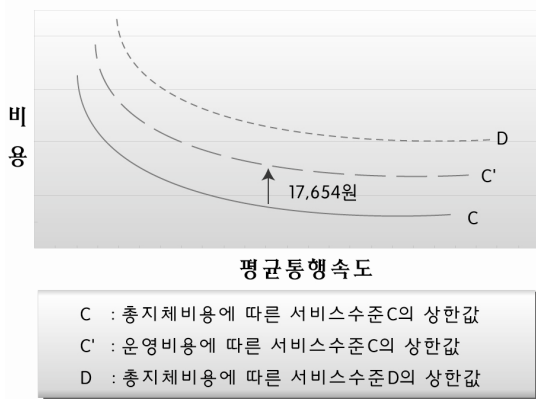 비용
D
C'
17,654원
C
평균통행속도
C : 총지체비용에 따른 서비스수준C의 상한값
C' : 운영비용에 따른 서비스수준C의 상한값
D : 총지체비용에 따른 서비스수준D의 상한값